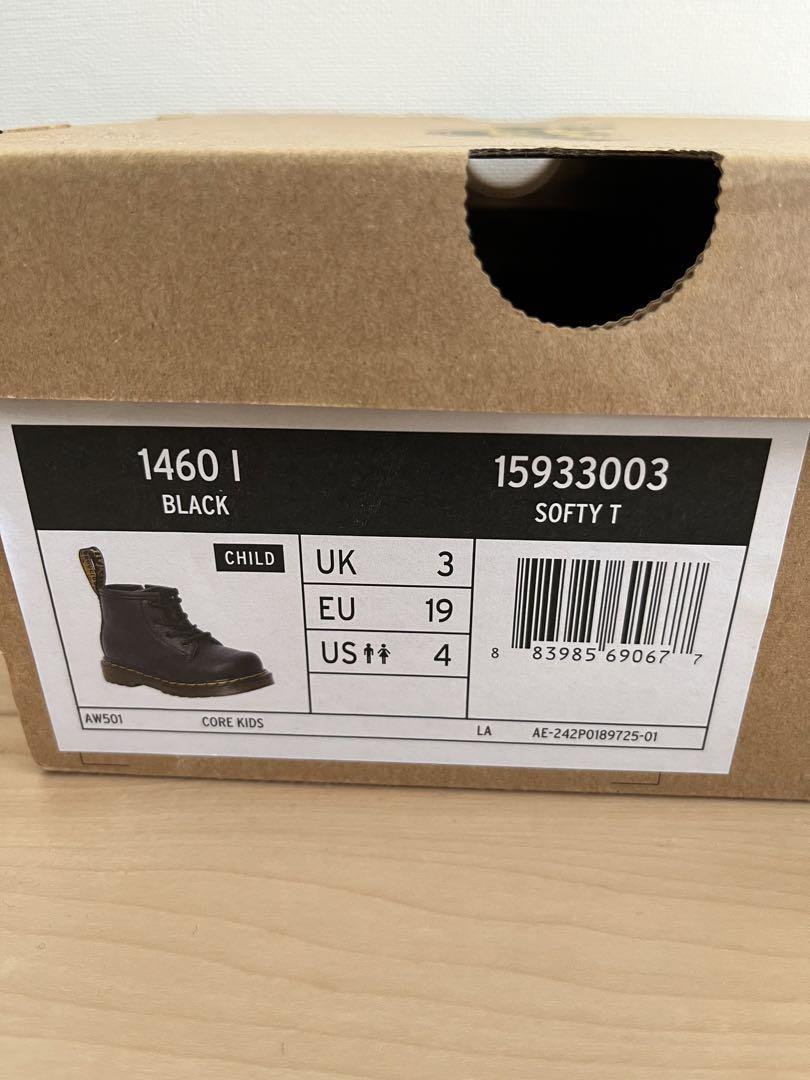 1460 I
BLACK
15933003
SOFTY T
CHILD
UK 3
EU 19
US 4
8 83985 69067 7
AW501 CORE KIDS LA AE-242P0189725-01